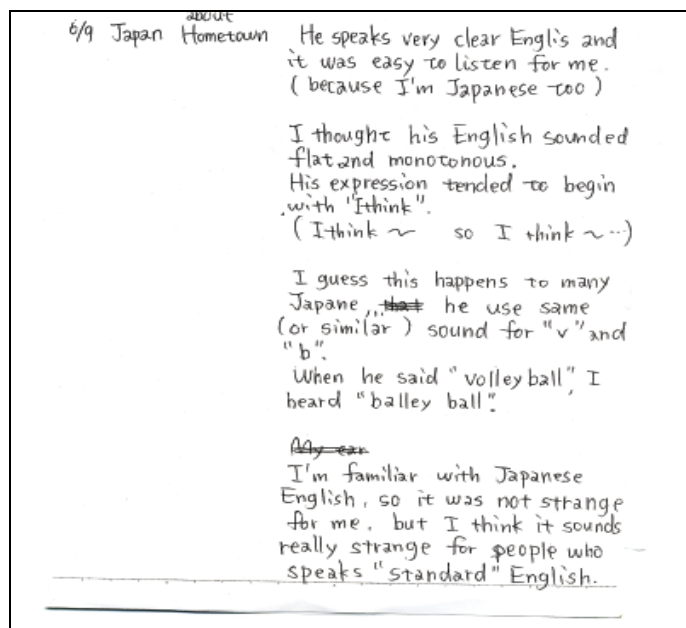 about
6/9 Japan Hometown He speaks very clear Englis and
it was easy to listen for me.
( because I'm Japanese too )
I thought his English sounded
flat and monotonous.
His expression tended to begin
with "I think".
( I think ~ so I think ~ ...)
I guess this happens to many
Japane,,, that he use same
(or similar ) sound for "v" and
"b".
When he said "volley ball", I
heard "balley ball".
My ear
I'm familiar with Japanese
English, so it was not strange
for me, but I think it sounds
really strange for people who
speaks "standard" English.